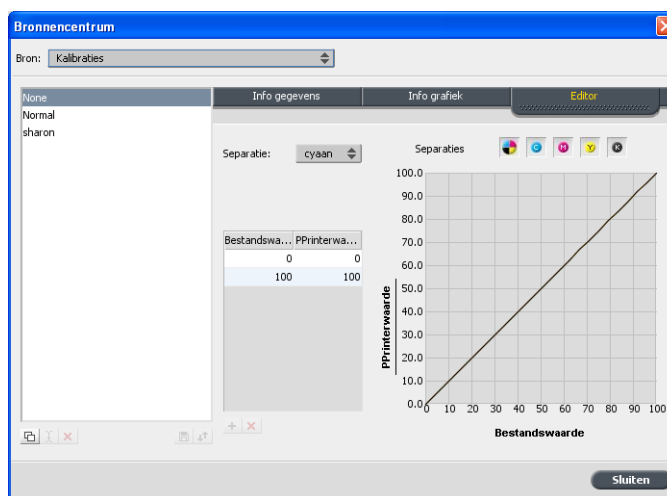 Bronnencentrum
Bron: Kalibraties
None
Normal
sharon
Info gegevens Info grafiek Editor
Separatie: cyaan
Separaties C M Y K
Bestandswa... PPrinterwa...
0 0
100 100
PPrinterwaarde
100.0
90.0
80.0
70.0
60.0
50.0
40.0
30.0
20.0
10.0
0.0
0 10 20 30 40 50 60 70 80 90 100
Bestandswaarde
Sluiten